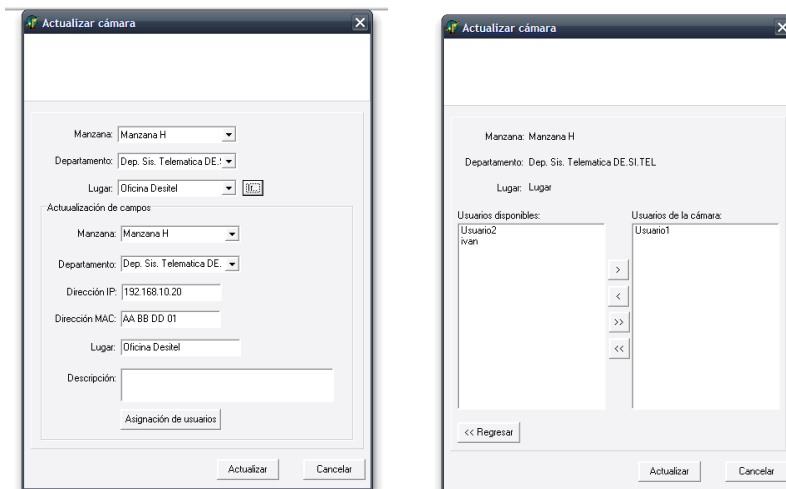 Actualizar cámara
Manzana: Manzana H
Departamento: Dep. Sis. Telematica DE.
Lugar: Oficina Desitel
Actuualización de campos
Manzana: Manzana H
Departamento: Dep. Sis. Telematica DE.
Dirección IP: 192.168.10.20
Dirección MAC: AA BB DD 01
Lugar: Oficina Desitel
Descripción:
Asignación de usuarios
Actualizar Cancelar
Actualizar cámara
Manzana: Manzana H
Departamento: Dep. Sis. Telematica DE.SI.TEL
Lugar: Lugar
Usuarios disponibles: Usuarios de la cámara:
Usuario2 Usuario1
ivan
>
<
>>
<<
<< Regresar
Actualizar Cancelar